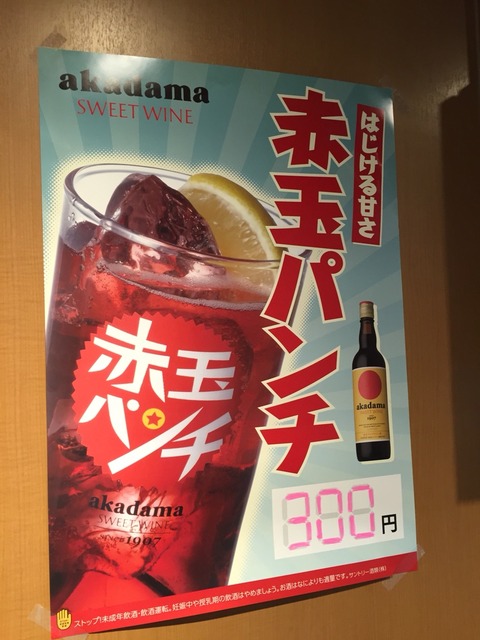 akadama
SWEET WINE
はじける甘さ
赤玉パンチ
赤玉
パンチ
akadama
SWEET WINE
SINCE 1907
akadama
1907
300円
ストップ!未成年飲酒・飲酒運転。妊娠中や授乳期の飲酒はやめましょう。お酒はなによりも適量です。サントリー酒類(株)